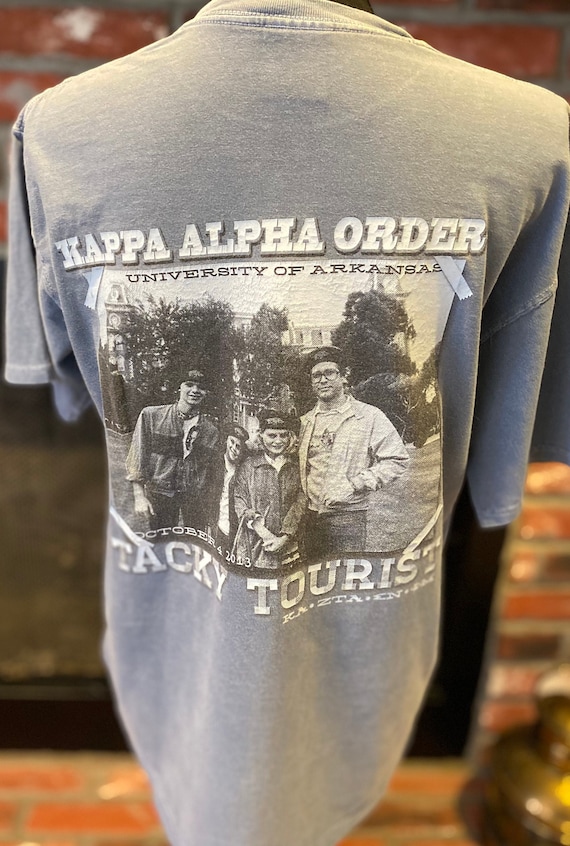 KAPPA ALPHA ORDER
UNIVERSITY OF ARKANSAS
OCTOBER 4 2013
TACKY TOURIST